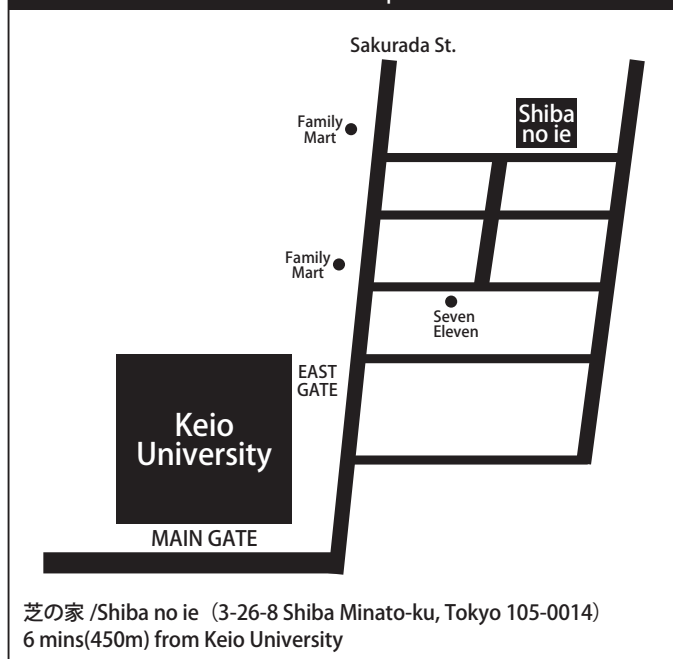 Sakurada St.
Family
Mart
Shiba
no ie
Family
Mart
Seven
Eleven
EAST
GATE
Keio
University
MAIN GATE
芝の家 /Shiba no ie（3-26-8 Shiba Minato-ku, Tokyo 105-0014）
6 mins(450m) from Keio University